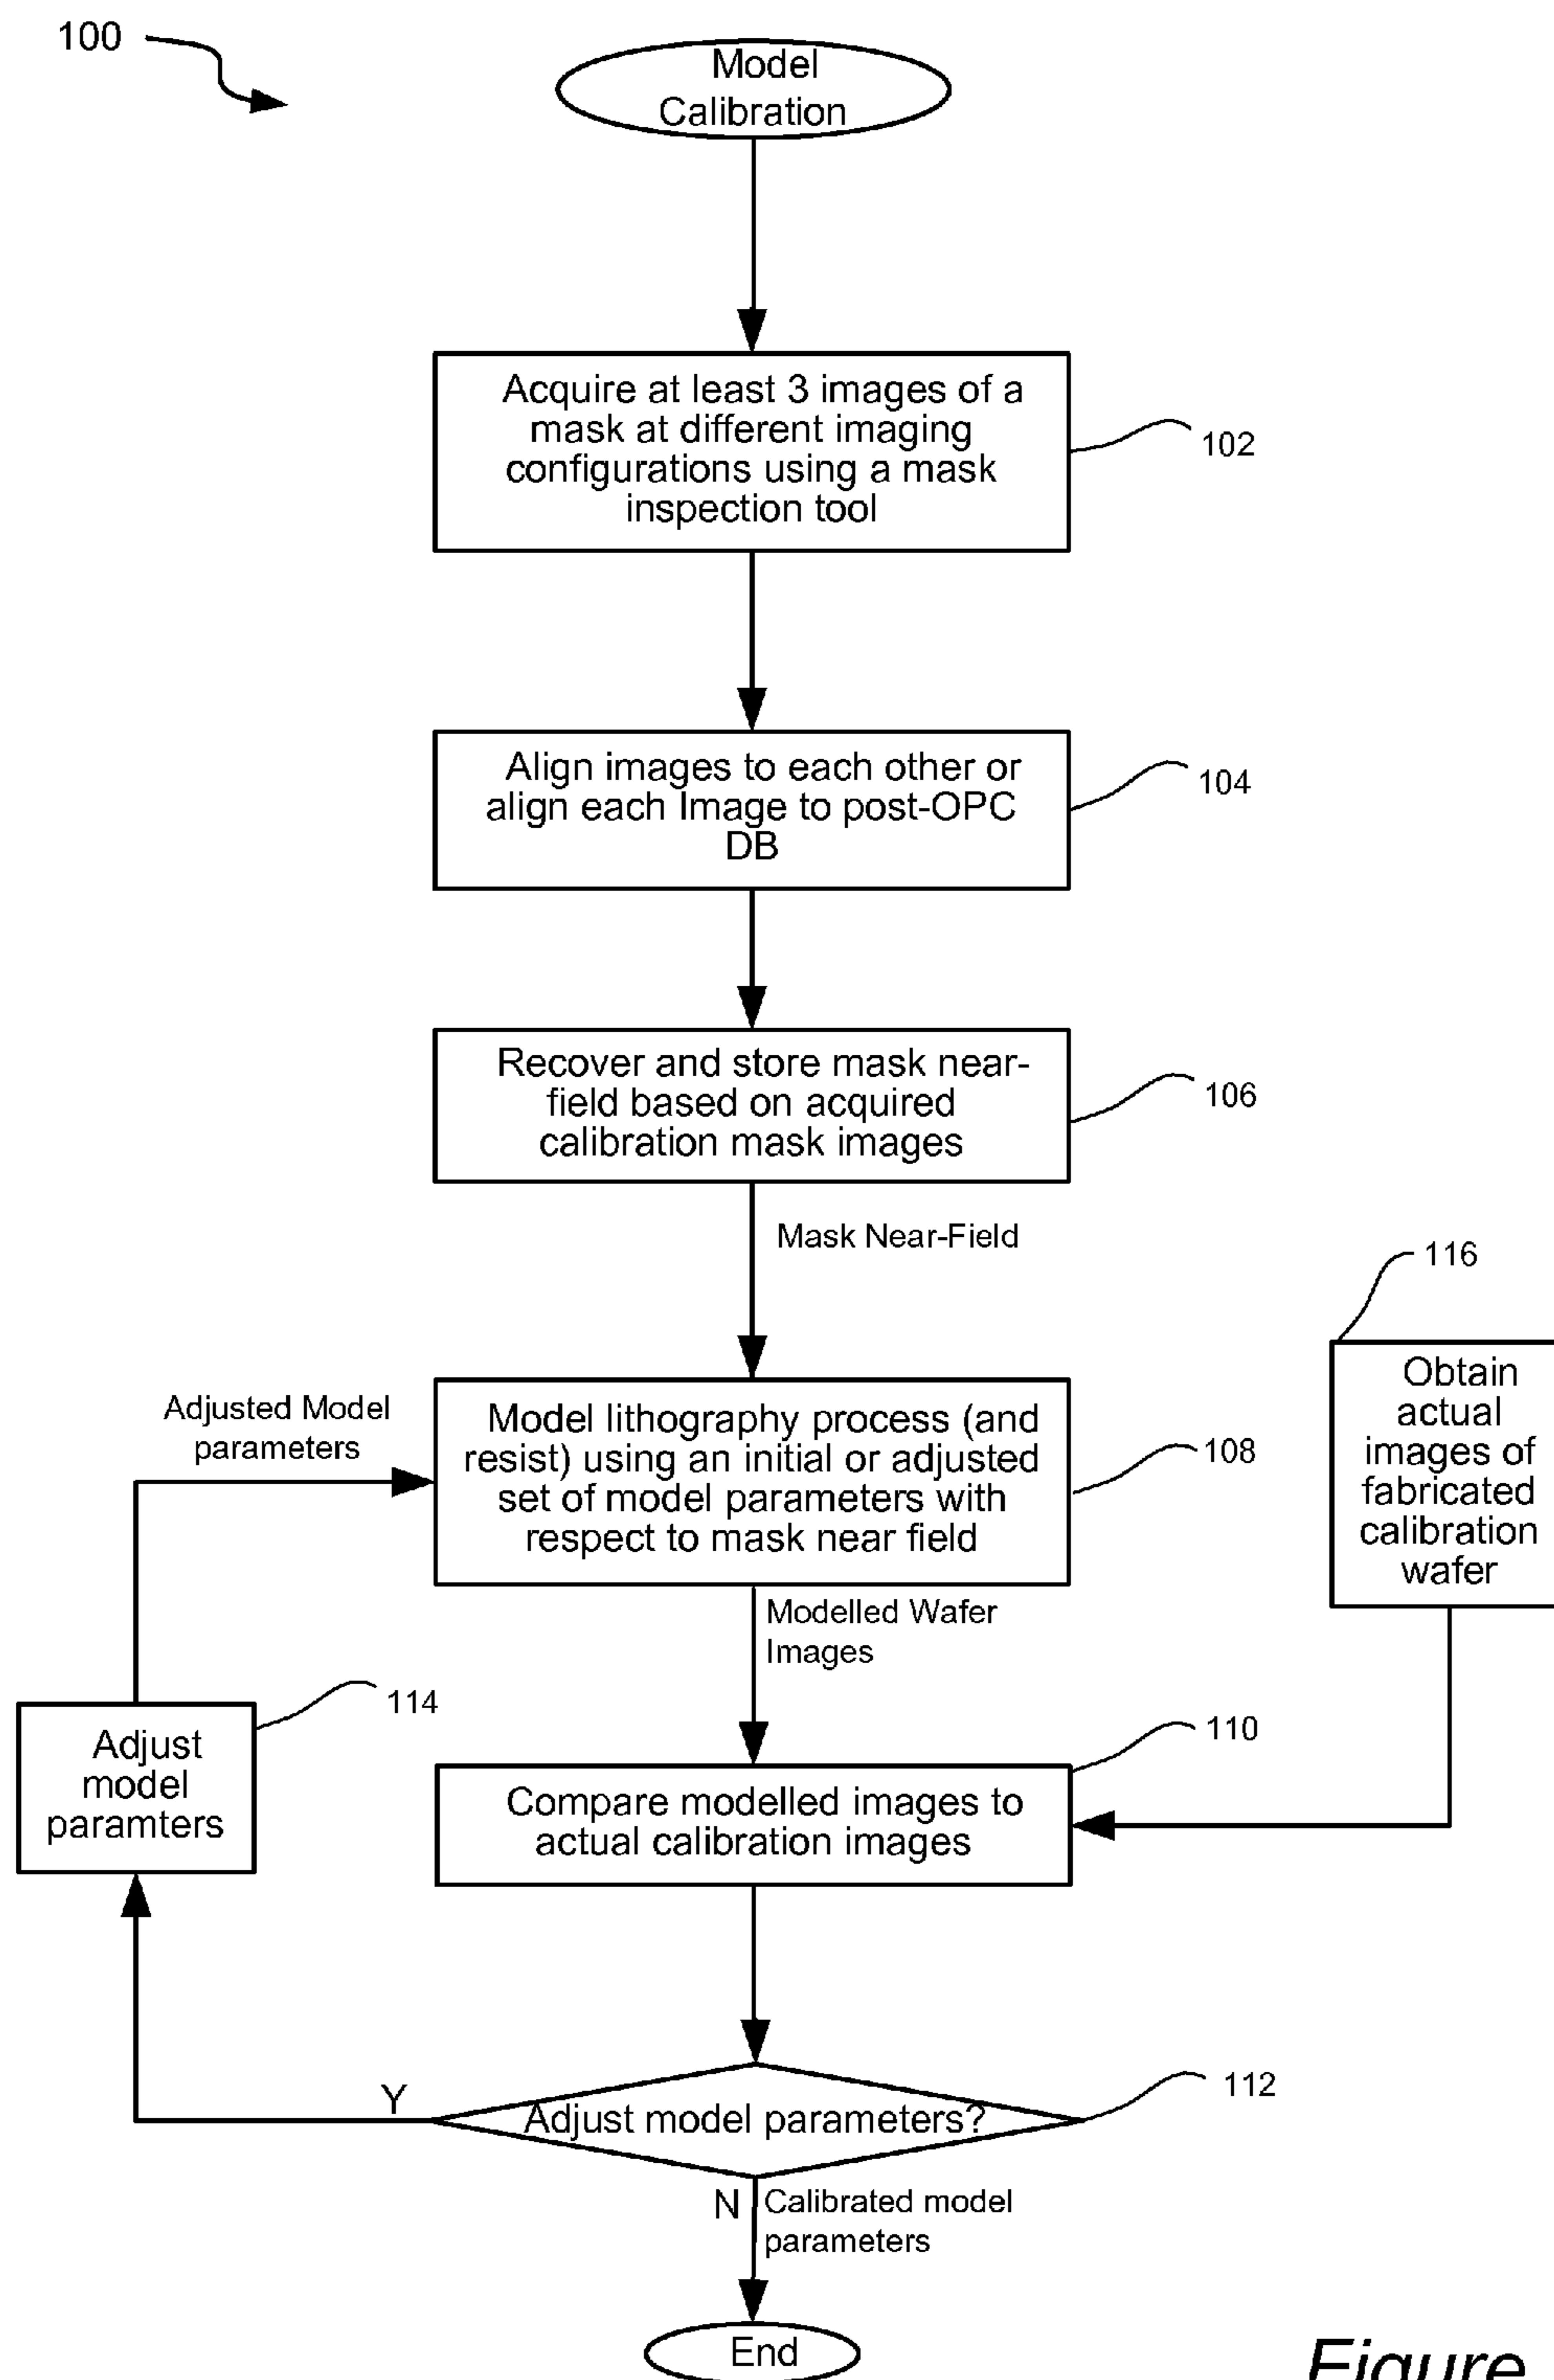 100
Model
Calibration
Acquire at least 3 images of a
mask at different imaging
configurations using a mask
inspection tool
102
Align images to each other or
align each Image to post-OPC
DB
104
Recover and store mask near-
field based on acquired
calibration mask images
106
Mask Near-Field
116
Obtain
actual
images of
fabricated
calibration
wafer
Adjusted Model
parameters
Model lithography process (and
resist) using an initial or adjusted
set of model parameters with
respect to mask near field
108
Modelled Wafer
Images
114
Adjust
model
paramters
110
Compare modelled images to
actual calibration images
Y
Adjust model parameters?
112
N
Calibrated model
parameters
End
Figure